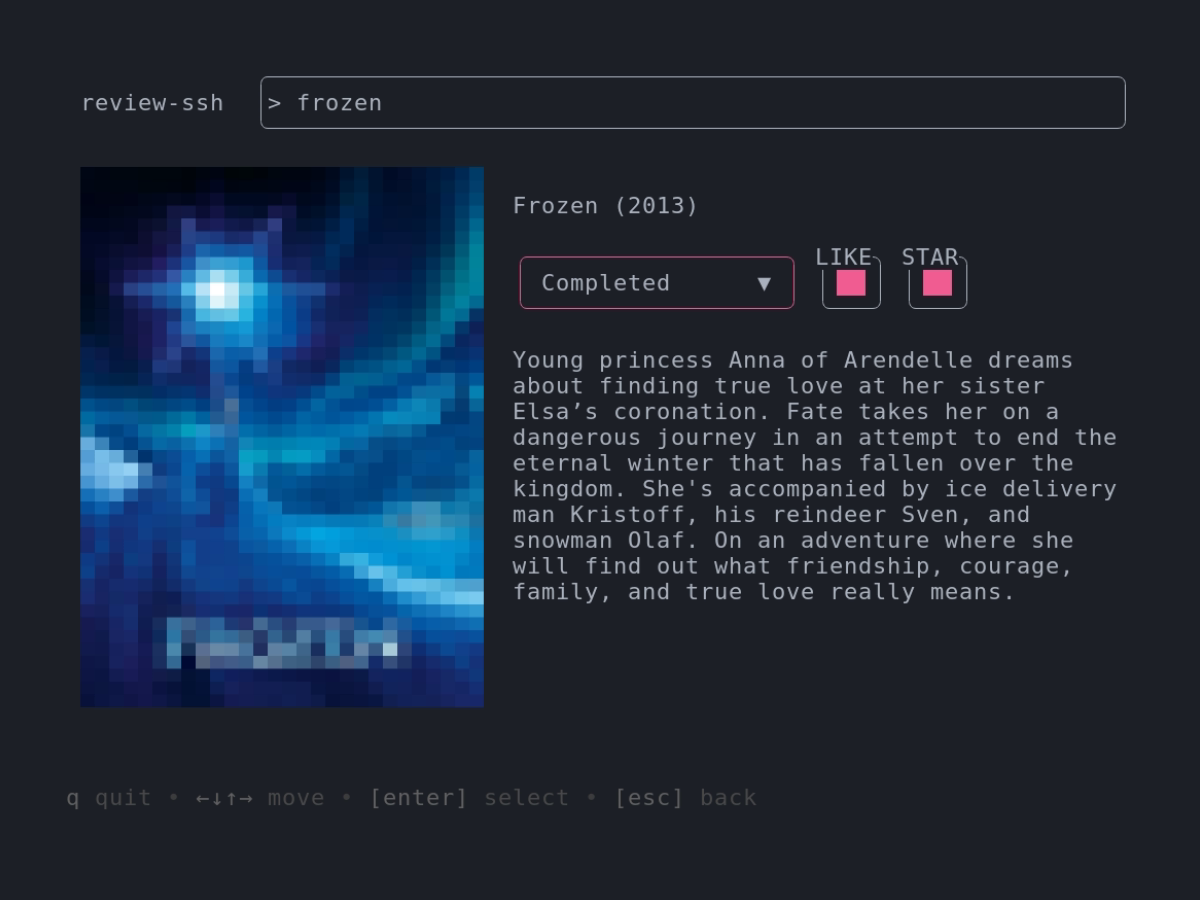 review-ssh
> frozen
Frozen (2013)
LIKE
STAR
Completed ▼
Young princess Anna of Arendelle dreams
about finding true love at her sister
Elsa’s coronation. Fate takes her on a
dangerous journey in an attempt to end the
eternal winter that has fallen over the
kingdom. She's accompanied by ice delivery
man Kristoff, his reindeer Sven, and
snowman Olaf. On an adventure where she
will find out what friendship, courage,
family, and true love really means.
q quit • ←↓↑→ move • [enter] select • [esc] back